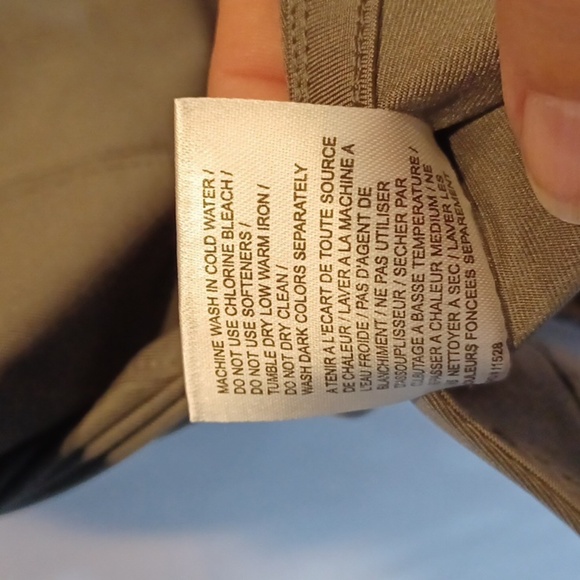 MACHINE WASH IN COLD WATER /
DO NOT USE CHLORINE BLEACH /
DO NOT USE SOFTENERS /
TUMBLE DRY LOW WARM IRON /
DO NOT DRY CLEAN /
WASH DARK COLORS SEPARATELY
A TENIR A L'ECART DE TOUTE SOURCE
DE CHALEUR / LAVER A LA MACHINE A
L'EAU FROIDE / PAS D'AGENT DE
BLANCHIMENT / NE PAS UTILISER
D'ASSOUPLISSEUR / SECHER PAR
CULBUTAGE A BASSE TEMPERATURE /
REPASSER A CHALEUR MEDIUM / NE
NETTOYER A SEC / LAVER LES
COULEURS FONCEES SEPAREMENT
11528